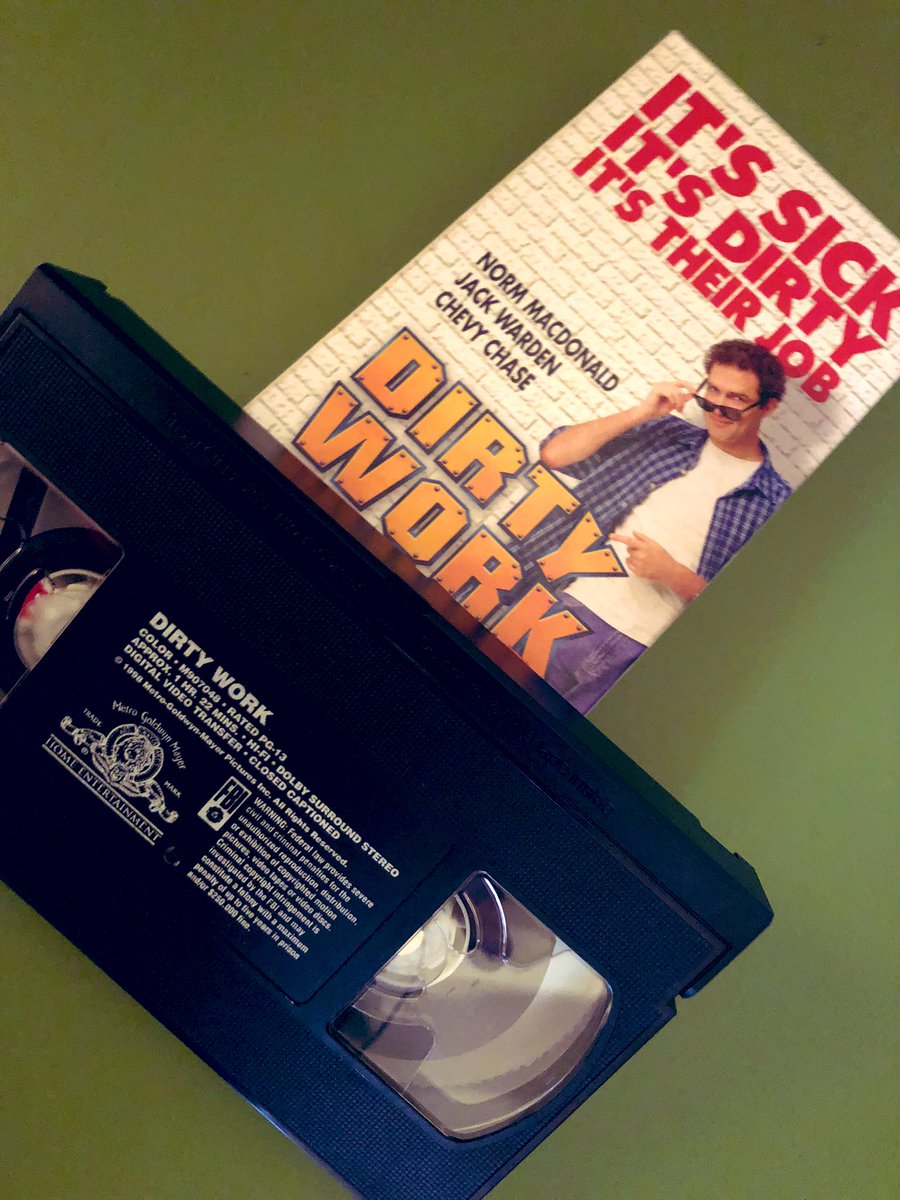 IT'S SICK
IT'S DIRTY
IT'S THEIR JOB
NORM MACDONALD
JACK WARDEN
CHEVY CHASE
DIRTY
WORK
DIRTY WORK
COLOR • M907048 • RATED PG-13
APPROX. 1 HR. 22 MINS. • HI-FI • DOLBY SURROUND STEREO
DIGITAL VIDEO TRANSFER • CLOSED CAPTIONED
© 1998 Metro-Goldwyn-Mayer Pictures Inc. All Rights Reserved.
TRADE
Metro Goldwyn Mayer
MARK
HOME ENTERTAINMENT
FBI
WARNING: Federal law provides severe
civil and criminal penalties for the
unauthorized reproduction, distribution,
or exhibition of copyrighted motion
pictures, video tapes or video discs.
Criminal copyright infringement is
investigated by the FBI and may
constitute a felony with a maximum
penalty of up to five years in prison
and/or $250,000 fine.